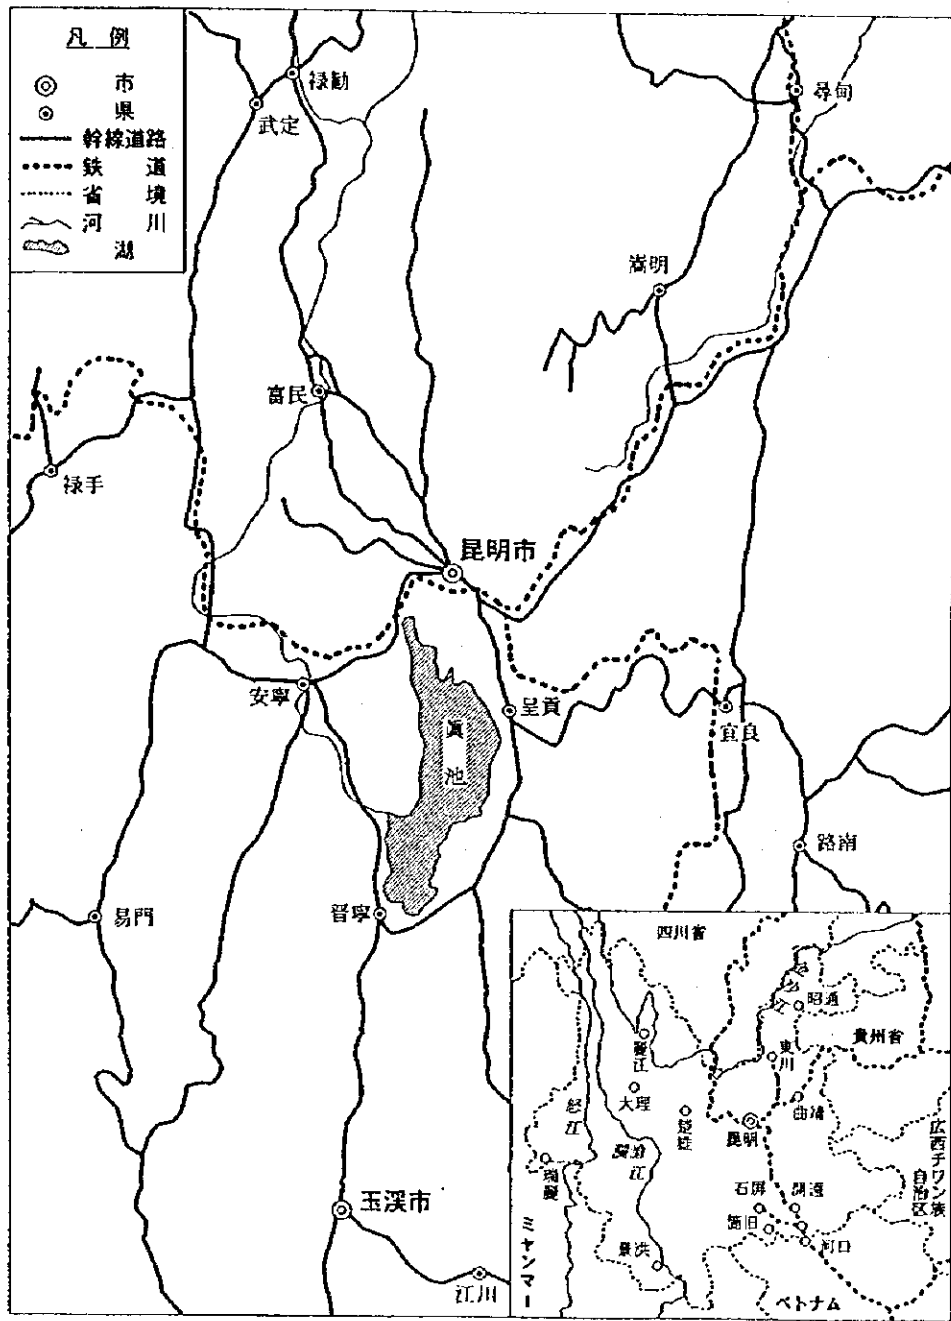 凡例
市
県
幹線道路
鉄道
省境
河川
湖
禄勧
武定
尋甸
嵩明
富民
禄手
昆明市
安寧
呈貢
宜良
滇池
路南
易門
晋寧
玉溪市
江川
四川省
昭通
貴州省
東川
麗江
大理
楚雄
昆明
曲靖
怒江
瀾滄江
瑞麗
広西チワン族自治区
石屏
開遠
箇旧
河口
景洪
ミャンマー
ベトナム